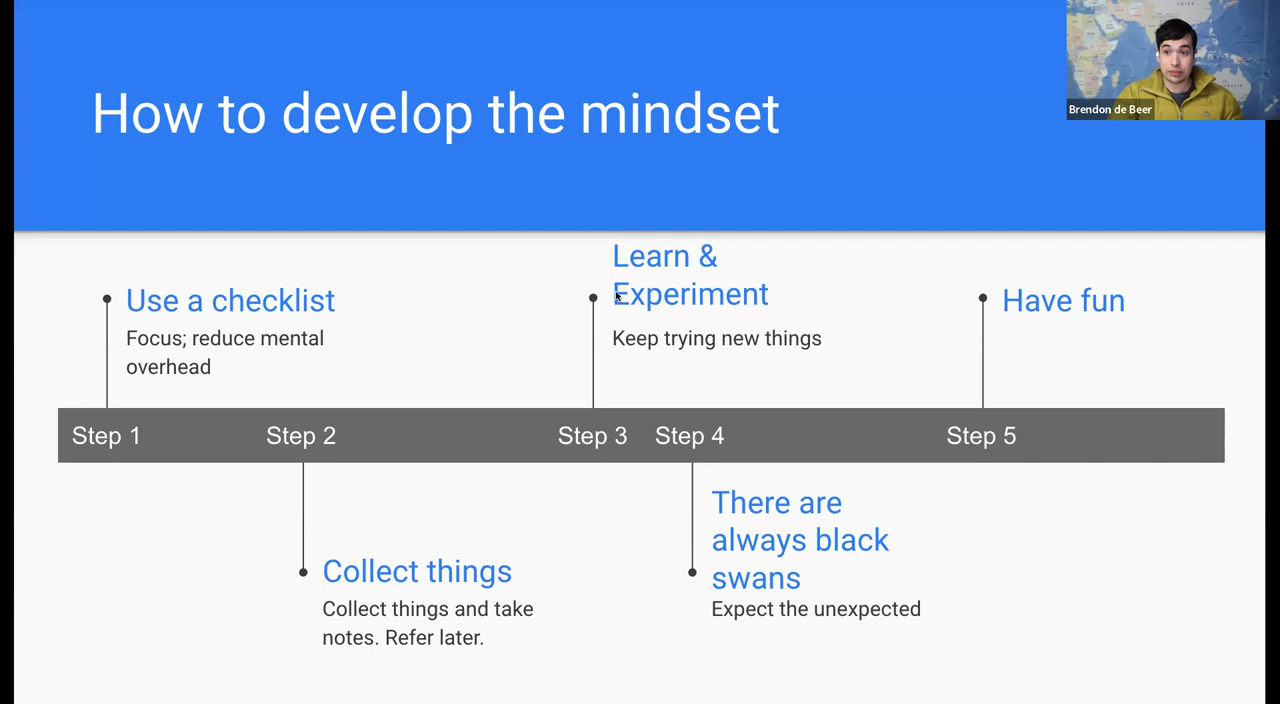 How to develop the mindset
Brendon de Beer
Learn &
Experiment
Use a checklist
Have fun
Focus; reduce mental
overhead
Keep trying new things
Step 1
Step 2
Step 3
Step 4
Step 5
There are
always black
swans
Collect things
Expect the unexpected
Collect things and take
notes. Refer later.